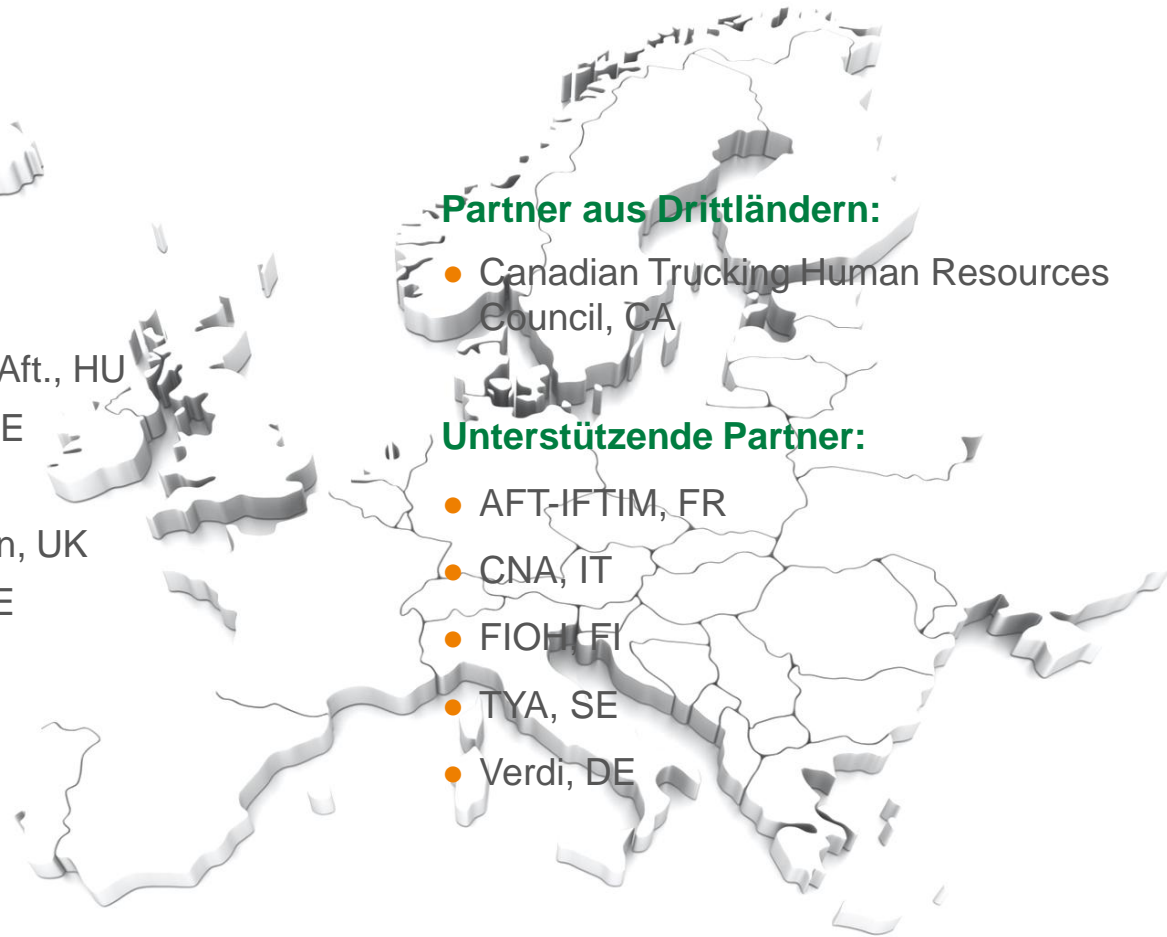 Aft., HU
E
n, UK
E
Partner aus Drittländern:
• Canadian Trucking Human Resources
Council, CA
Unterstützende Partner:
• AFT-IFTIM, FR
• CNA, IT
• FIOH, FI
• TYA, SE
• Verdi, DE